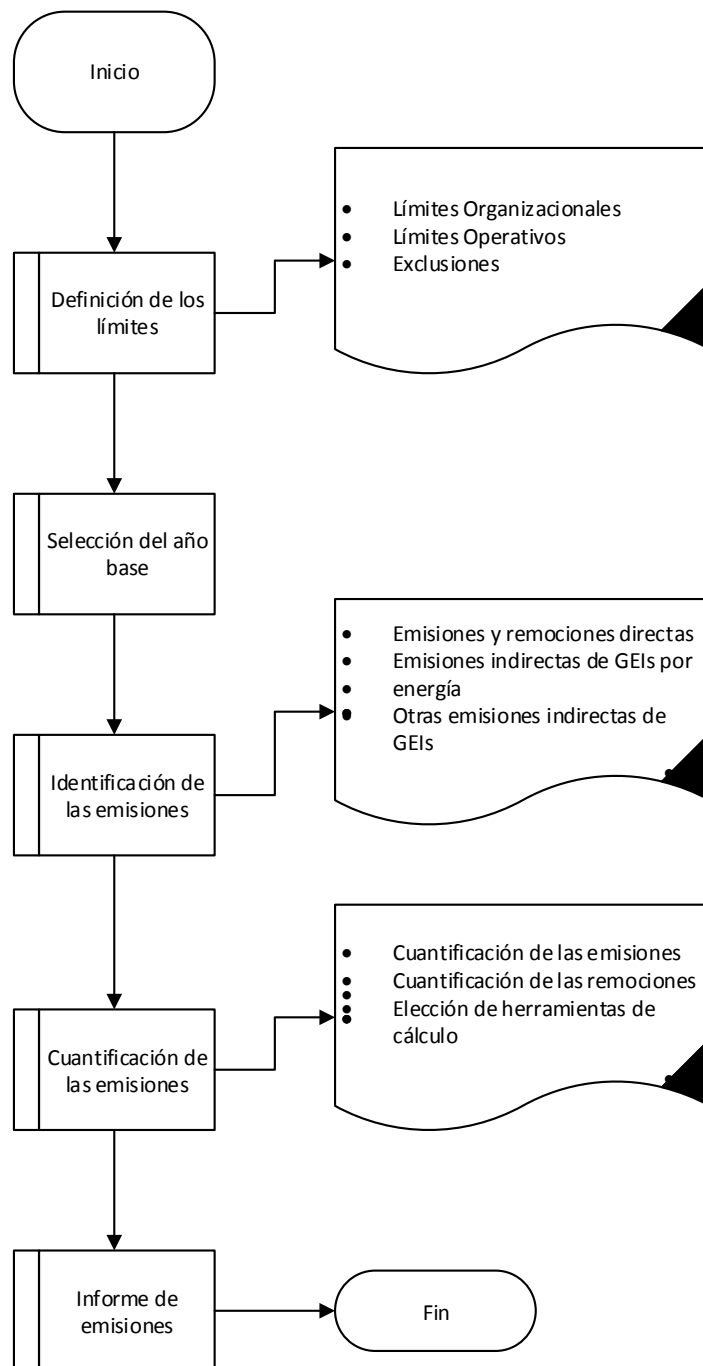 Inicio
Definición de los
límites
• Límites Organizacionales
• Límites Operativos
• Exclusiones
Selección del año
base
Identificación de
las emisiones
• Emisiones y remociones directas
• Emisiones indirectas de GEIs por
• energía
• Otras emisiones indirectas de
GEIs
Cuantificación de
las emisiones
• Cuantificación de las emisiones
• Cuantificación de las remociones
• Elección de herramientas de
cálculo
Informe de
emisiones
Fin